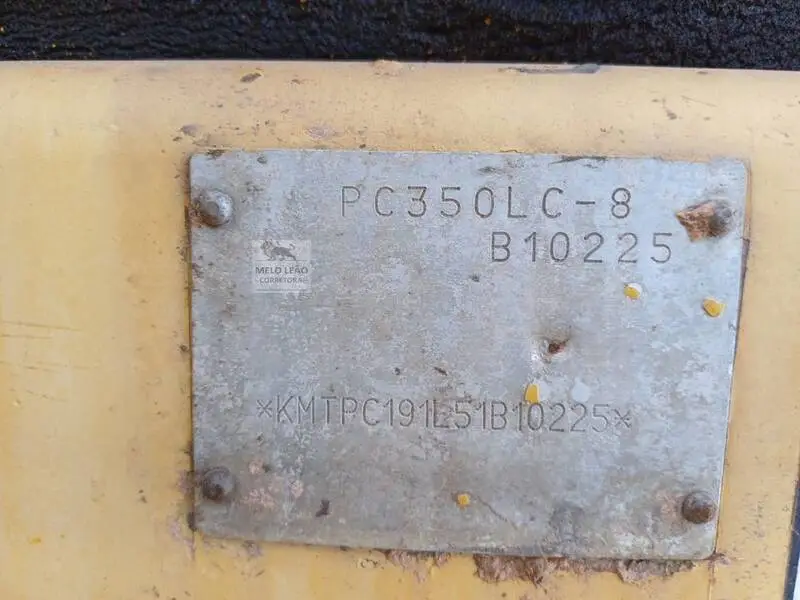 PC350LC-8
B10225
MELO LEÃO
CORRETORA
*KMTPC191L51B10225*